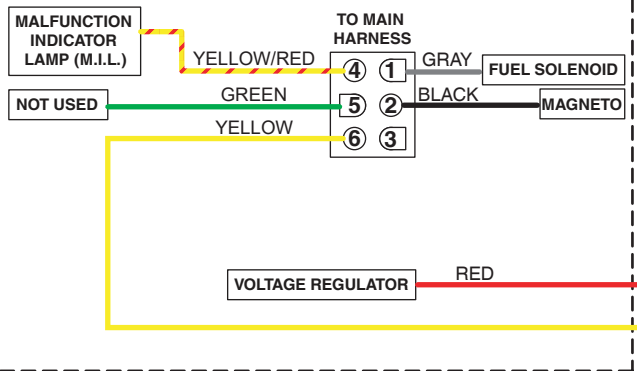 MALFUNCTION
INDICATOR
LAMP (M.I.L.)
TO MAIN
HARNESS
YELLOW/RED
4
1
GRAY
FUEL SOLENOID
NOT USED
GREEN
5
2
BLACK
MAGNETO
YELLOW
6
3
VOLTAGE REGULATOR
RED